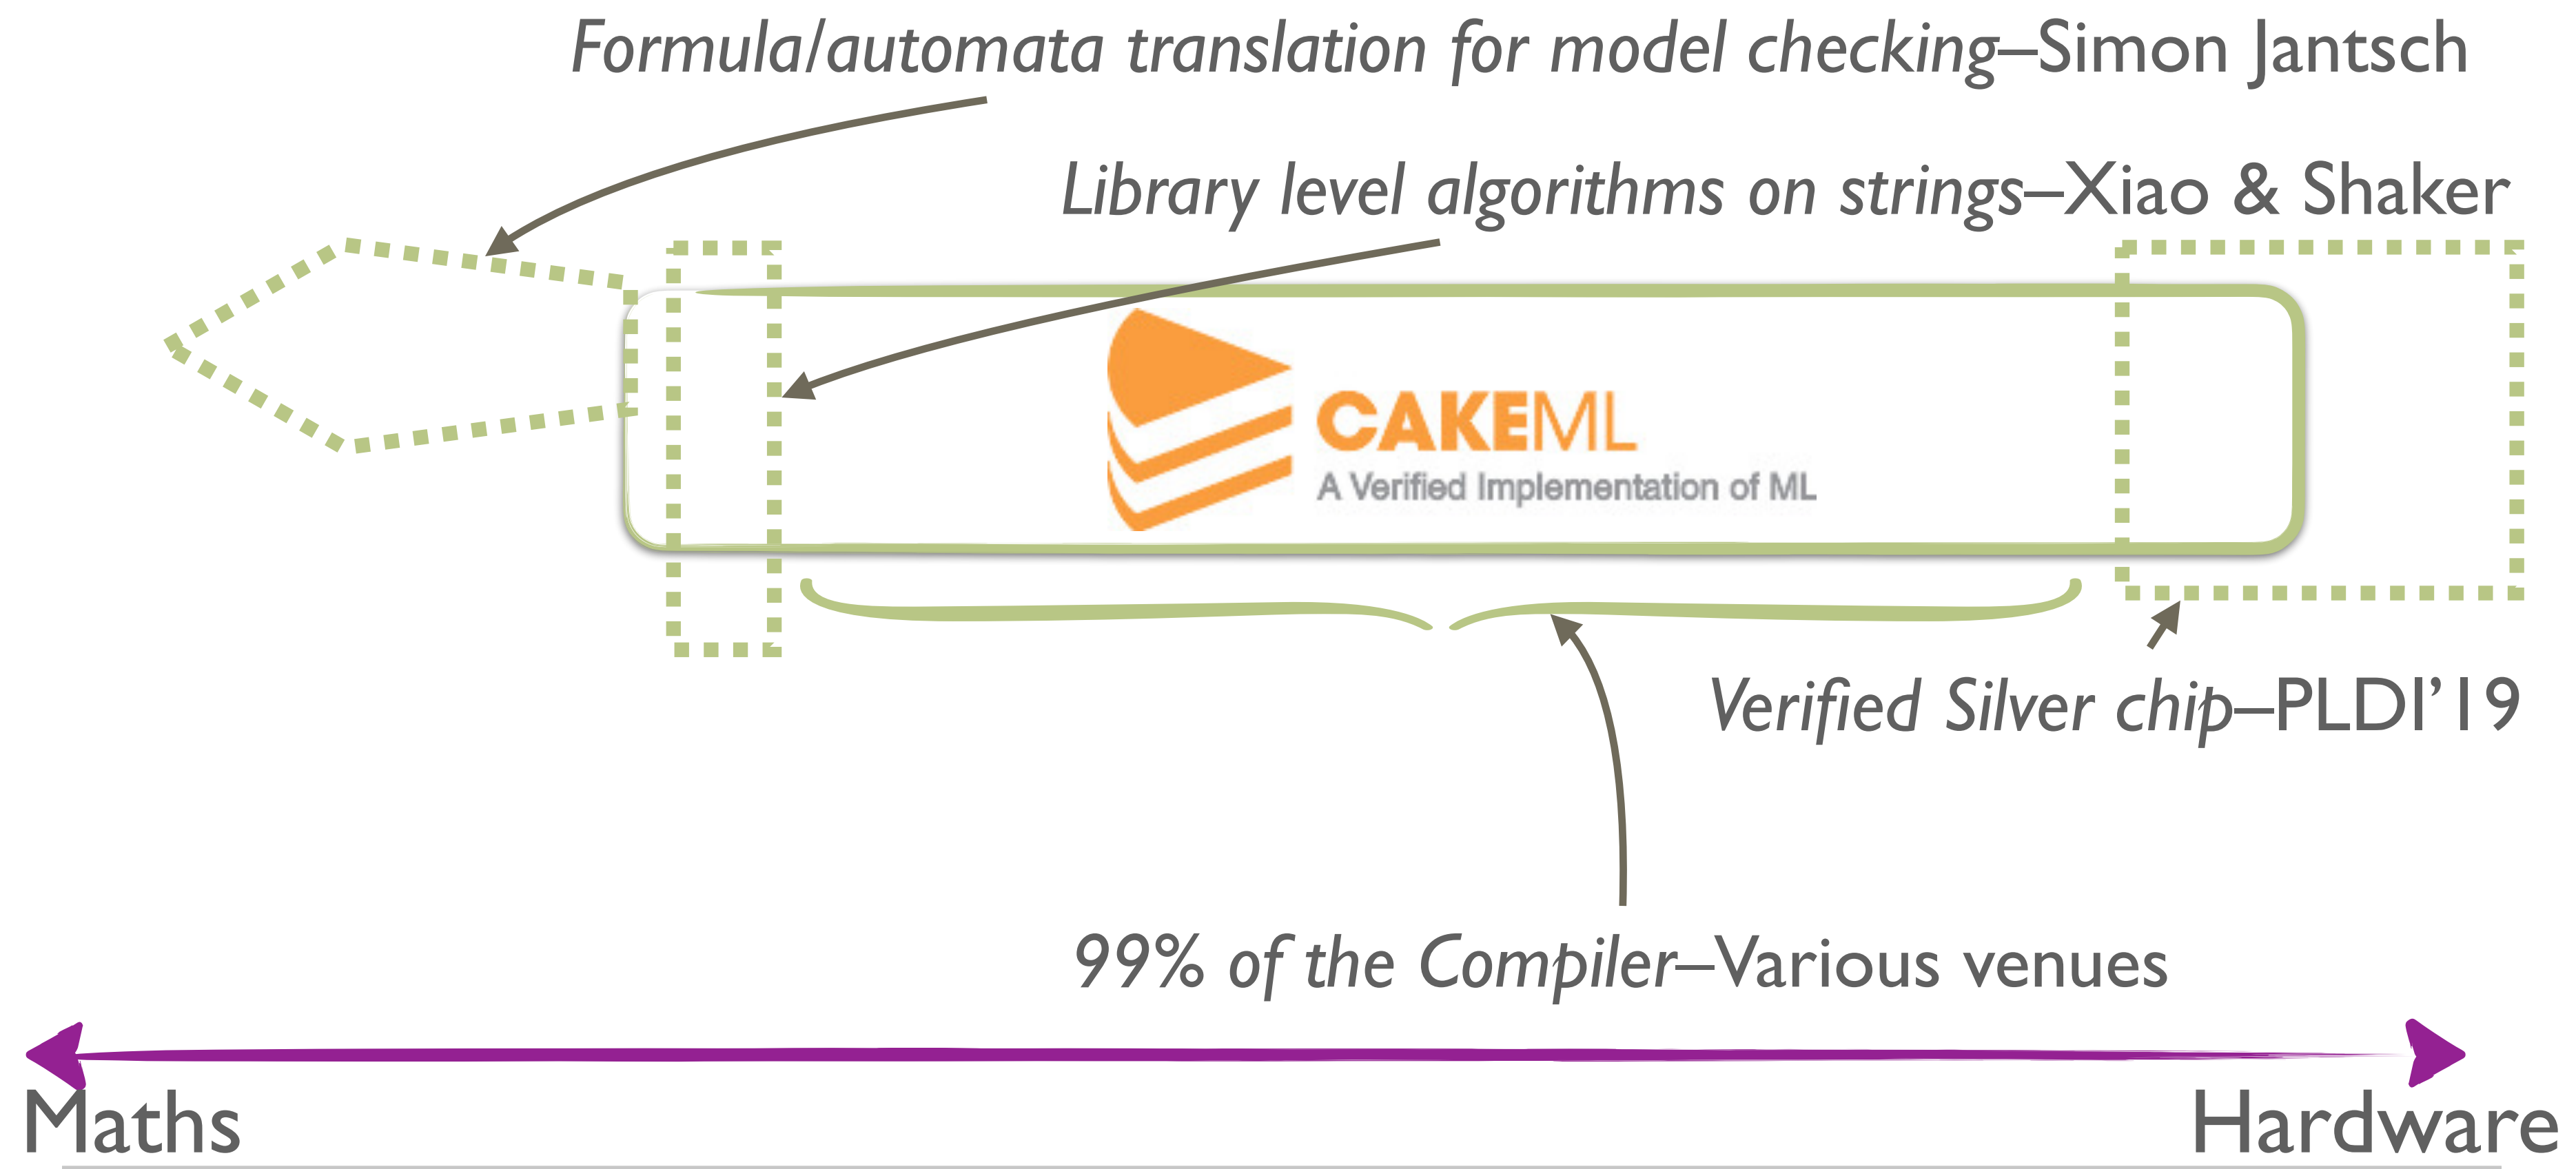 Formula/automata translation for model checking–Simon Jantsch
Library level algorithms on strings–Xiao & Shaker
CAKEML
A Verified Implementation of ML
Verified Silver chip–PLDI’19
99% of the Compiler–Various venues
Maths
Hardware